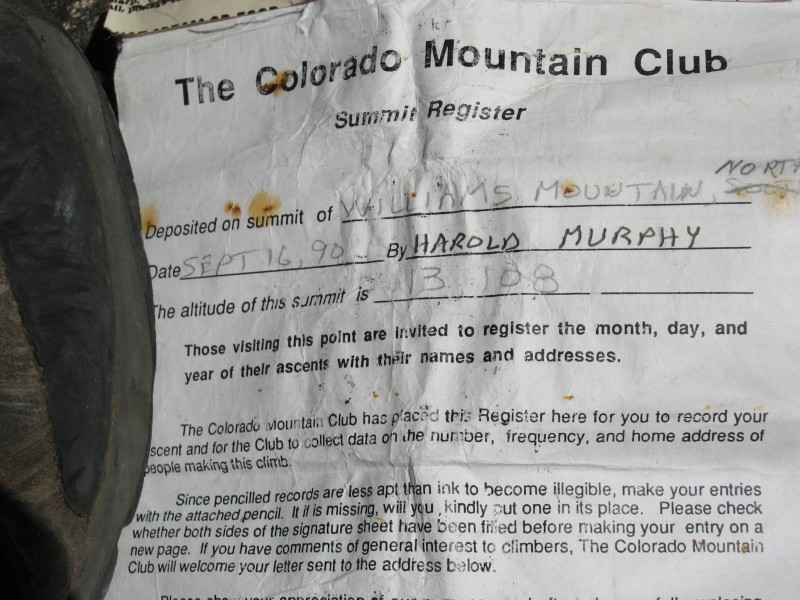 The Colorado Mountain Club
Summit Register
NORTH
Deposited on summit of WILLIAMS MOUNTAIN,
Date SEPT 16, 90 By HAROLD MURPHY
The altitude of this summit is 13 108
Those visiting this point are invited to register the month, day, and
year of their ascents with their names and addresses.
The Colorado Mountain Club has placed this Register here for you to record your
ascent and for the Club to collect data on the number, frequency, and home address of
people making this climb.
Since pencilled records are less apt than ink to become illegible, make your entries
with the attached pencil. It if is missing, will you kindly put one in its place. Please check
whether both sides of the signature sheet have been filled before making your entry on a
new page. If you have comments of general interest to climbers, The Colorado Mountain
Club will welcome your letter sent to the address below.